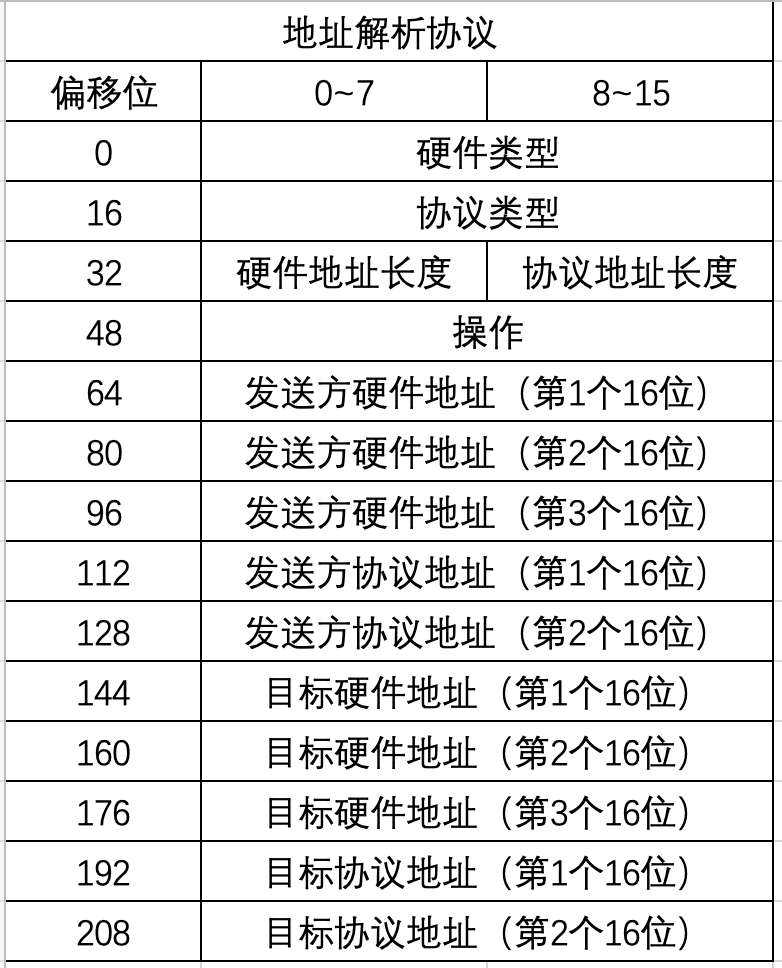 地址解析协议
偏移位 0~7 8~15
0 硬件类型
16 协议类型
32 硬件地址长度 协议地址长度
48 操作
64 发送方硬件地址（第1个16位）
80 发送方硬件地址（第2个16位）
96 发送方硬件地址（第3个16位）
112 发送方协议地址（第1个16位）
128 发送方协议地址（第2个16位）
144 目标硬件地址（第1个16位）
160 目标硬件地址（第2个16位）
176 目标硬件地址（第3个16位）
192 目标协议地址（第1个16位）
208 目标协议地址（第2个16位）